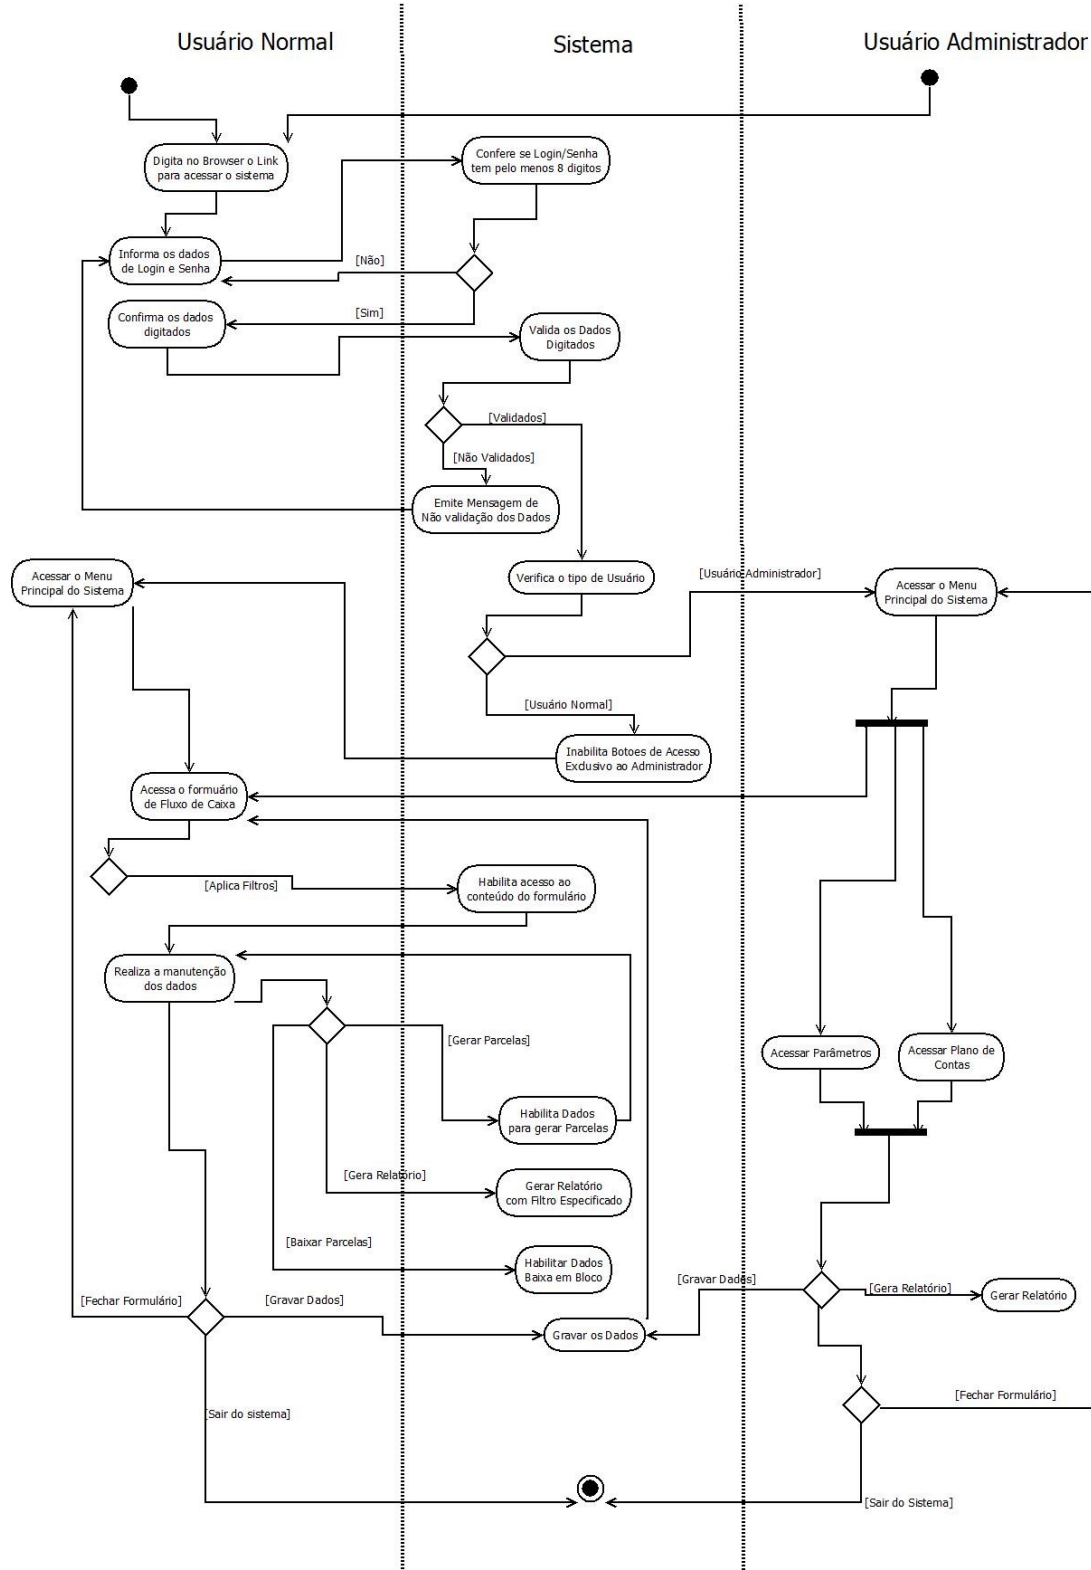 Usuário Normal
Sistema
Usuário Administrador
Digita no Browser o Link
para acessar o sistema
Confere se Login/Senha
tem pelo menos 8 digitos
Informa os dados
de Login e Senha
[Não]
[Sim]
Confirma os dados
digitados
Valida os Dados
Digitados
[Validados]
[Não Validados]
Emite Mensagem de
Não validação dos Dados
Acessar o Menu
Principal do Sistema
Verifica o tipo de Usuário
[Usuário Administrador]
Acessar o Menu
Principal do Sistema
[Usuário Normal]
Inabilita Botoes de Acesso
Exclusivo ao Administrador
Acessa o formuário
de Fluxo de Caixa
[Aplica Filtros]
Habilita acesso ao
conteúdo do formulário
Realiza a manutenção
dos dados
[Gerar Parcelas]
Acessar Parâmetros
Acessar Plano de
Contas
Habilita Dados
para gerar Parcelas
[Gera Relatório]
Gerar Relatório
com Filtro Especificado
[Baixar Parcelas]
Habilitar Dados
Baixa em Bloco
[Gravar Dados]
[Gera Relatório]
Gerar Relatório
[Fechar Formulário]
[Gravar Dados]
Gravar os Dados
[Fechar Formulário]
[Sair do sistema]
[Sair do Sistema]